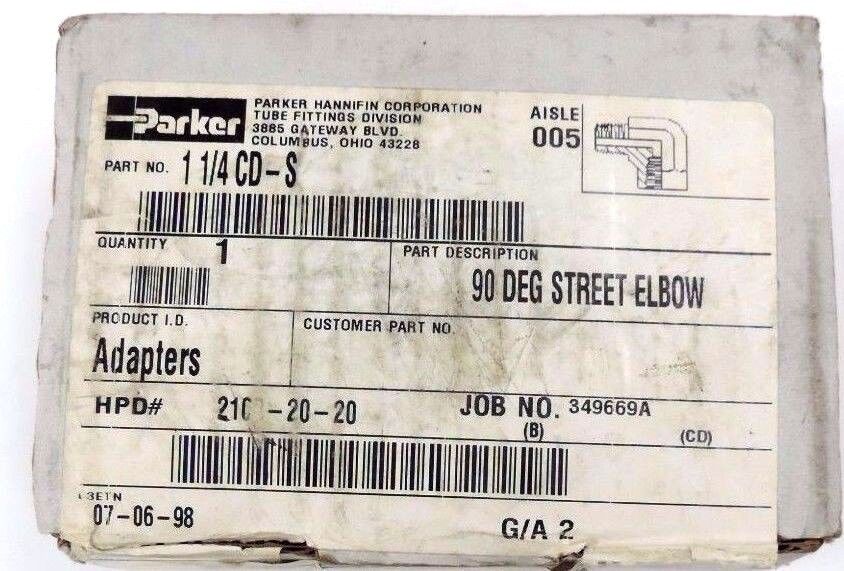 Parker
PARKER HANNIFIN CORPORATION
TUBE FITTINGS DIVISION
3885 GATEWAY BLVD.
COLUMBUS, OHIO 43228
AISLE
005
PART NO. 1 1/4 CD-S
QUANTITY 1
PART DESCRIPTION
90 DEG STREET ELBOW
PRODUCT I.D.
Adapters
CUSTOMER PART NO.
HPD# -20-20
JOB NO. 349669A
(B)
(CD)
07-06-98
G/A 2